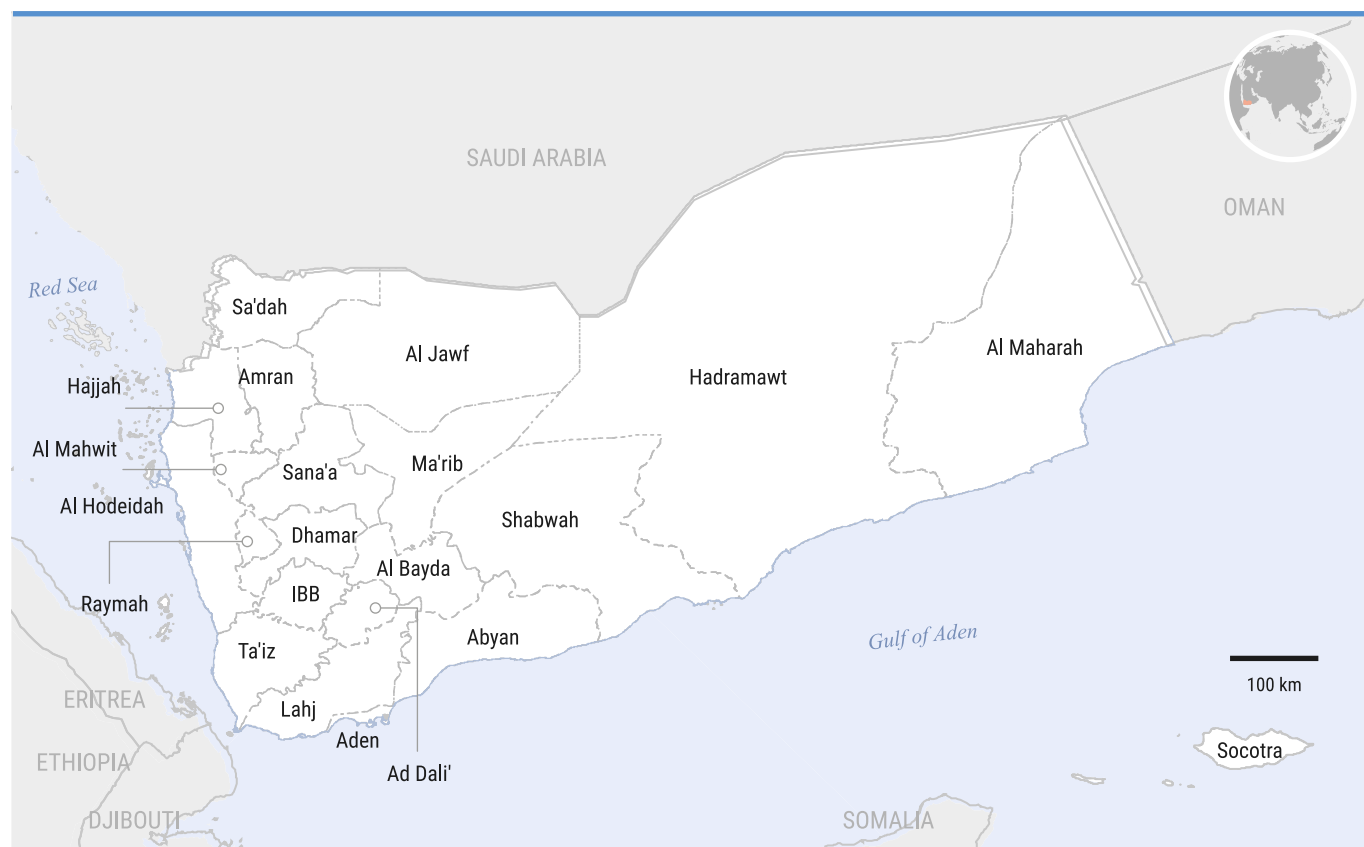 SAUDI ARABIA
OMAN
Red Sea
Sa'dah
Al Jawf
Al Maharah
Hajjah
Amran
Hadramawt
Al Mahwit
Sana'a
Ma'rib
Al Hodeidah
Shabwah
Dhamar
Al Bayda
IBB
Raymah
Abyan
Gulf of Aden
Ta'iz
100 km
ERITREA
Lahj
Aden
Socotra
ETHIOPIA
Ad Dali'
DJIBOUTI
SOMALIA